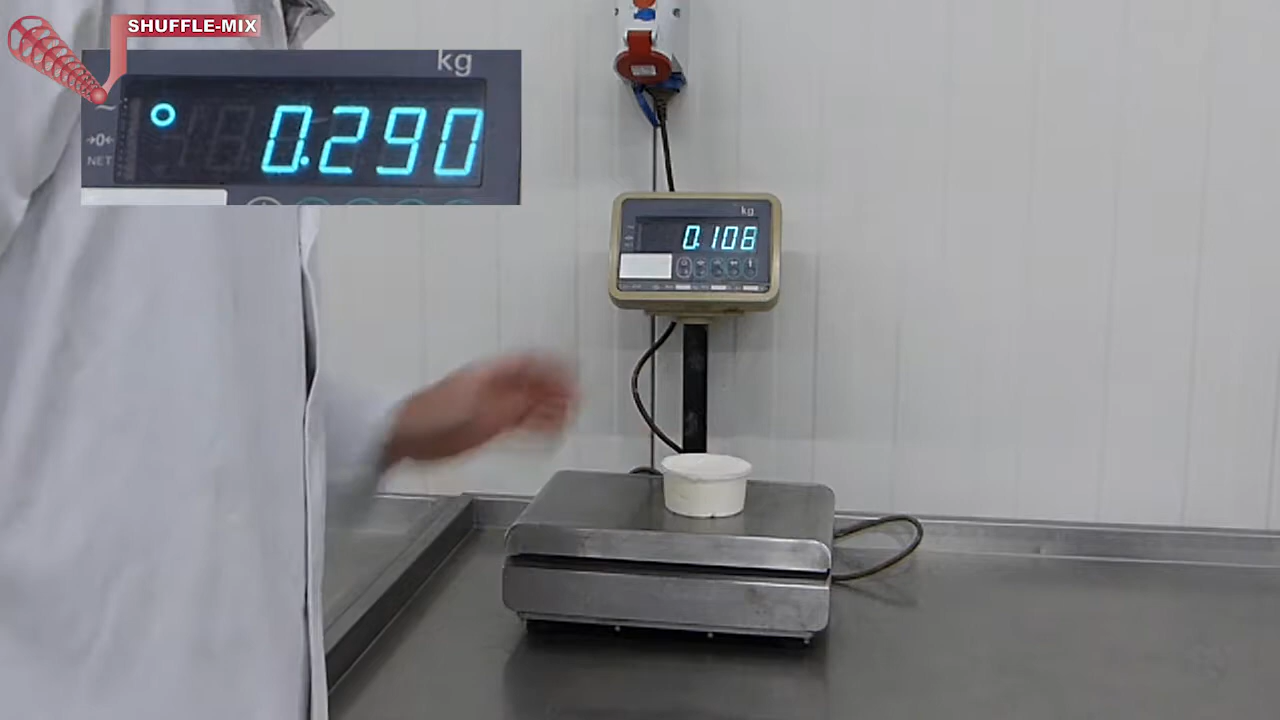 SHUFFLE-MIX
kg
0.290
→0←
NET
kg
0.108